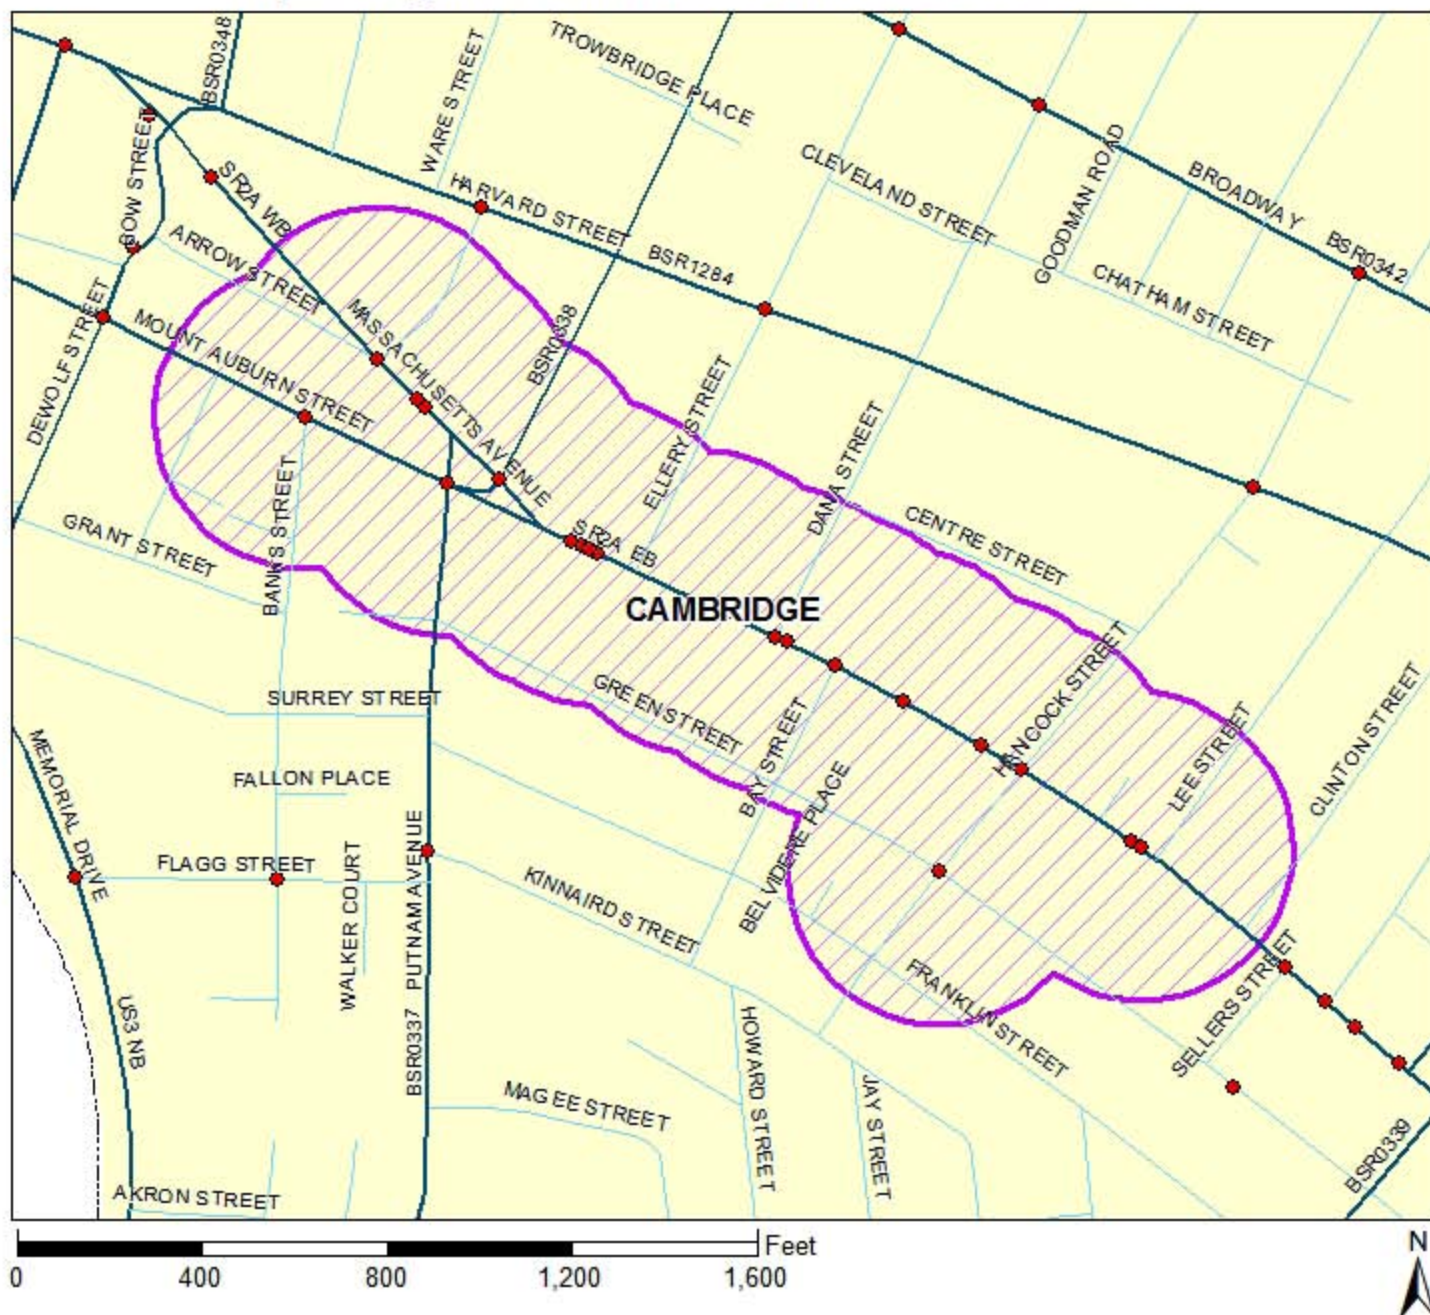 BSR0348
WARE STREET
TROWBRIDGE PLACE
BOW STREET
SR2A WB
HARVARD STREET
BSR1284
CLEVELAND STREET
GOODMAN ROAD
BROADWAY
BSR0342
CHATHAM STREET
ARROW STREET
DEWOLF STREET
MOUNT AUBURN STREET
MASSACHUSETTS AVENUE
BSR0338
ELLERY STREET
DANA STREET
CENTRE STREET
GRANT STREET
BANKS STREET
SR2A EB
CAMBRIDGE
HANCOCK STREET
SURREY STREET
GREEN STREET
BAY STREET
LEE STREET
CLINTON STREET
MEMORIAL DRIVE
FALLON PLACE
BELVIDERE PLACE
FLAGG STREET
WALKER COURT
PUTNAM AVENUE
BSR0337
KINNAIRD STREET
FRANKLIN STREET
SELLERS STREET
US3 NB
MAGEE STREET
HOWARD STREET
JAY STREET
BSR0339
AKRON STREET
Feet
0 400 800 1,200 1,600
N